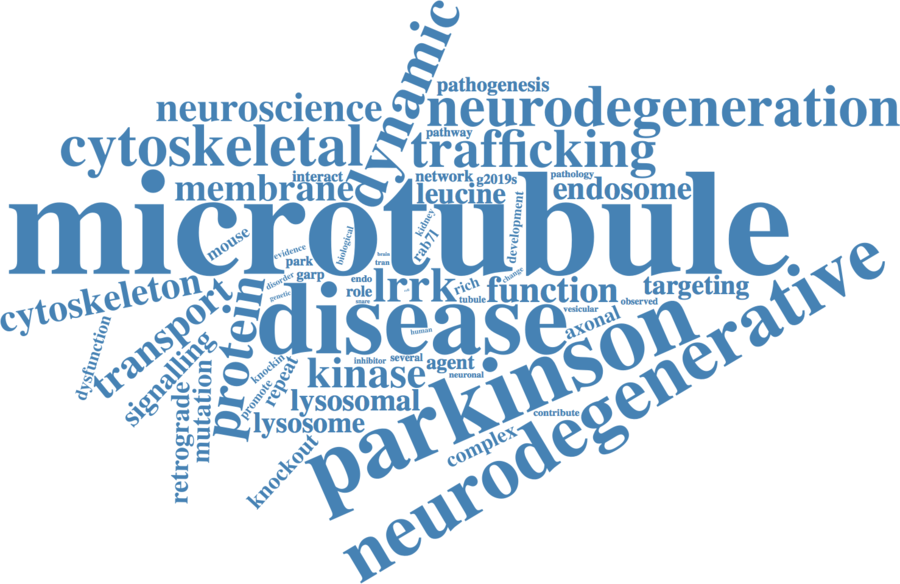 dynamic
pathogenesis
neuroscience
neurodegeneration
cytoskeletal
pathway
trafficking
interact
network
g2019s
pathology
membrane
leucine
endosome
microtubule
kidney
development
biological
rab7l
mouse
evidence
brain
tran
park
disorder
garp
endo
change
genetic
role
snare
lrrk
rich
tubule
function
targeting
observed
cytoskeleton
transport
protein
disease
vesicular
axonal
human
dysfunction
signalling
knockin
inhibitor
several
agent
neuronal
kinase
repeat
promote
retrograde
mutation
lysosomal
lysosome
parkinson
contribute
complex
knockout
neurodegenerative